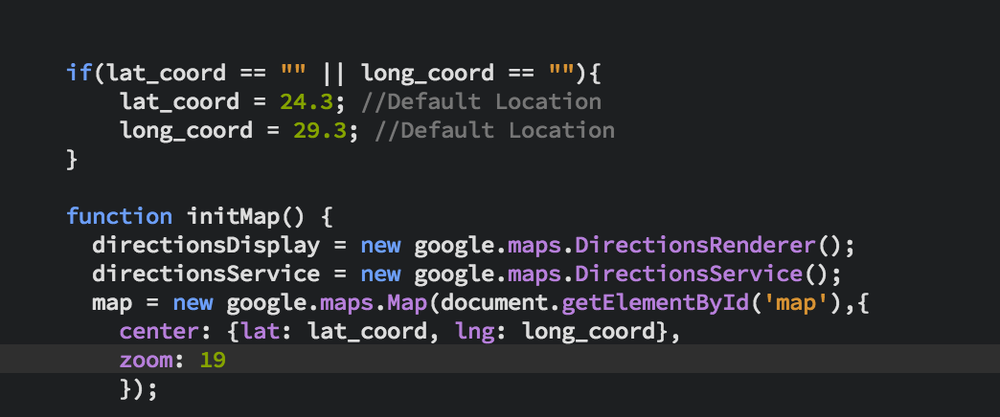 if(lat_coord == "" || long_coord == ""){
    lat_coord = 24.3; //Default Location
    long_coord = 29.3; //Default Location
}

function initMap() {
  directionsDisplay = new google.maps.DirectionsRenderer();
  directionsService = new google.maps.DirectionsService();
  map = new google.maps.Map(document.getElementById('map'),{
    center: {lat: lat_coord, lng: long_coord},
    zoom: 19
    });